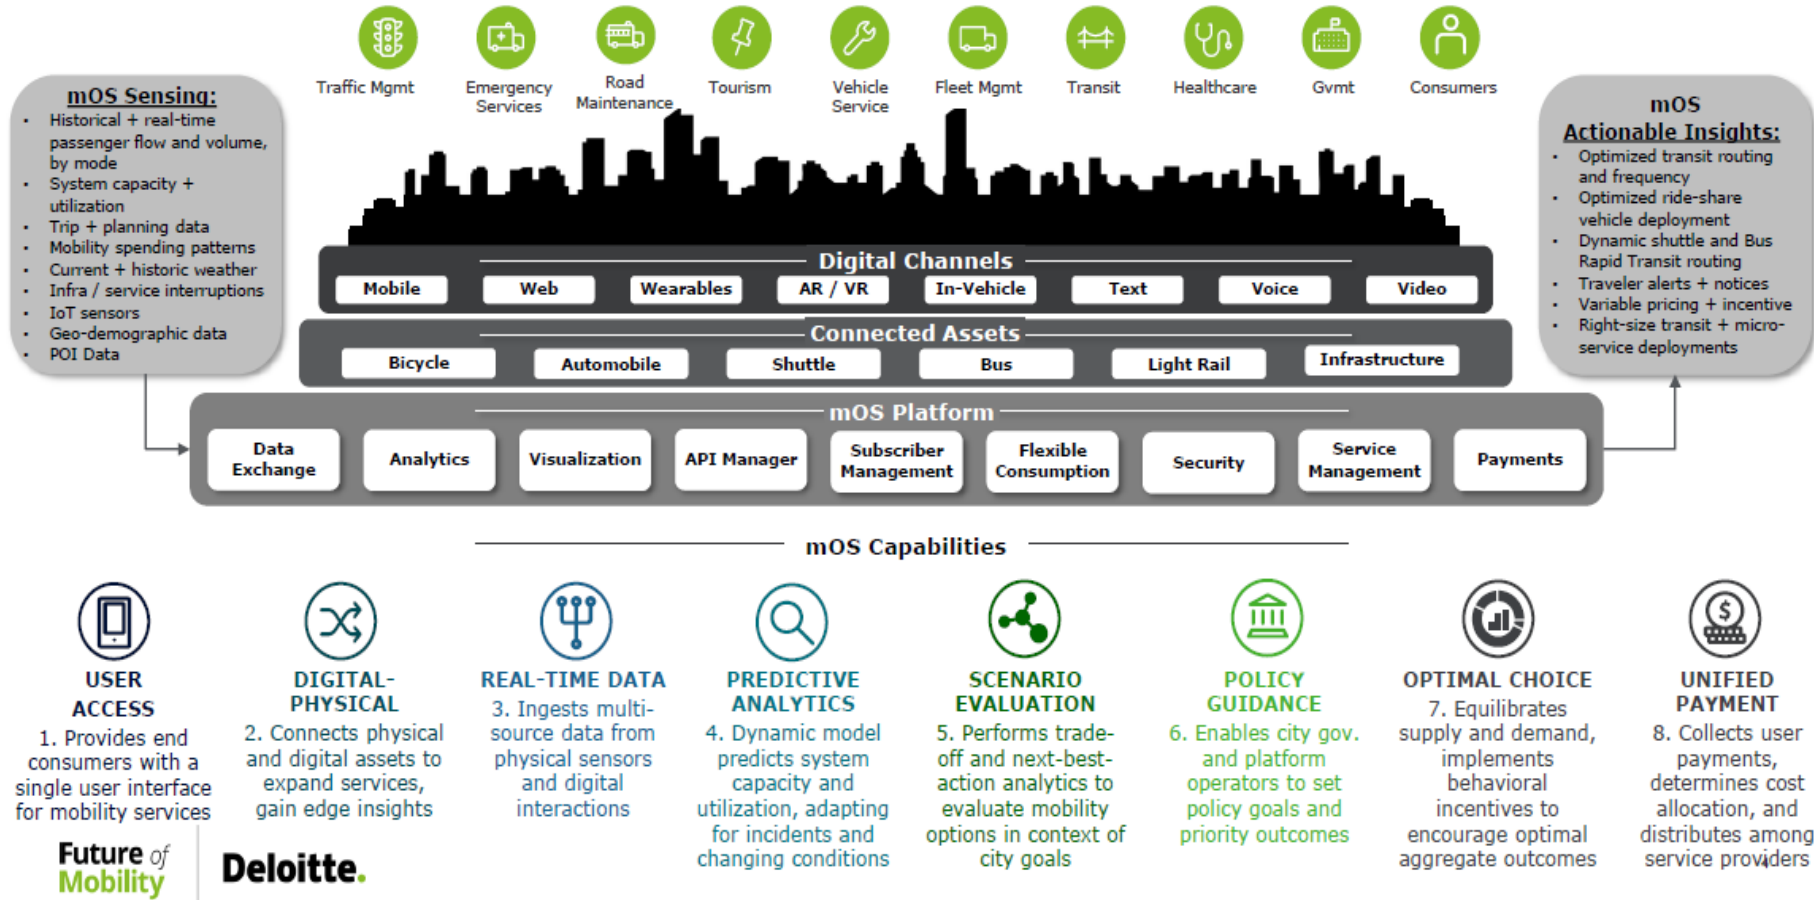 Traffic Mgmt
Emergency
Services
Road
Maintenance
Tourism
Vehicle
Service
Fleet Mgmt
Transit
Healthcare
Gvmt
Consumers
mOS Sensing:
Historical + real-time
passenger flow and volume,
by mode
System capacity +
utilization
Trip + planning data
Mobility spending patterns
Current + historic weather
Infra / service interruptions
IoT sensors
Geo-demographic data
POI Data
mOS
Actionable Insights:
Optimized transit routing
and frequency
Optimized ride-share
vehicle deployment
Dynamic shuttle and Bus
Rapid Transit routing
Traveler alerts + notices
Variable pricing + incentive
Right-size transit + micro-
service deployments
Digital Channels
Mobile
Web
Wearables
AR / VR
In-Vehicle
Text
Voice
Video
Connected Assets
Bicycle
Automobile
Shuttle
Bus
Light Rail
Infrastructure
mOS Platform
Data
Exchange
Analytics
Visualization
API Manager
Subscriber
Management
Flexible
Consumption
Security
Service
Management
Payments
mOS Capabilities
USER
ACCESS
1. Provides end
consumers with a
single user interface
for mobility services
DIGITAL-
PHYSICAL
2. Connects physical
and digital assets to
expand services,
gain edge insights
REAL-TIME DATA
3. Ingests multi-
source data from
physical sensors
and digital
interactions
PREDICTIVE
ANALYTICS
4. Dynamic model
predicts system
capacity and
utilization, adapting
for incidents and
changing conditions
SCENARIO
EVALUATION
5. Performs trade-
off and next-best-
action analytics to
evaluate mobility
options in context of
city goals
POLICY
GUIDANCE
6. Enables city gov.
and platform
operators to set
policy goals and
priority outcomes
OPTIMAL CHOICE
7. Equilibrates
supply and demand,
implements
behavioral
incentives to
encourage optimal
aggregate outcomes
$
UNIFIED
PAYMENT
8. Collects user
payments,
determines cost
allocation, and
distributes among
service providers
4
Future of
Mobility
Deloitte.